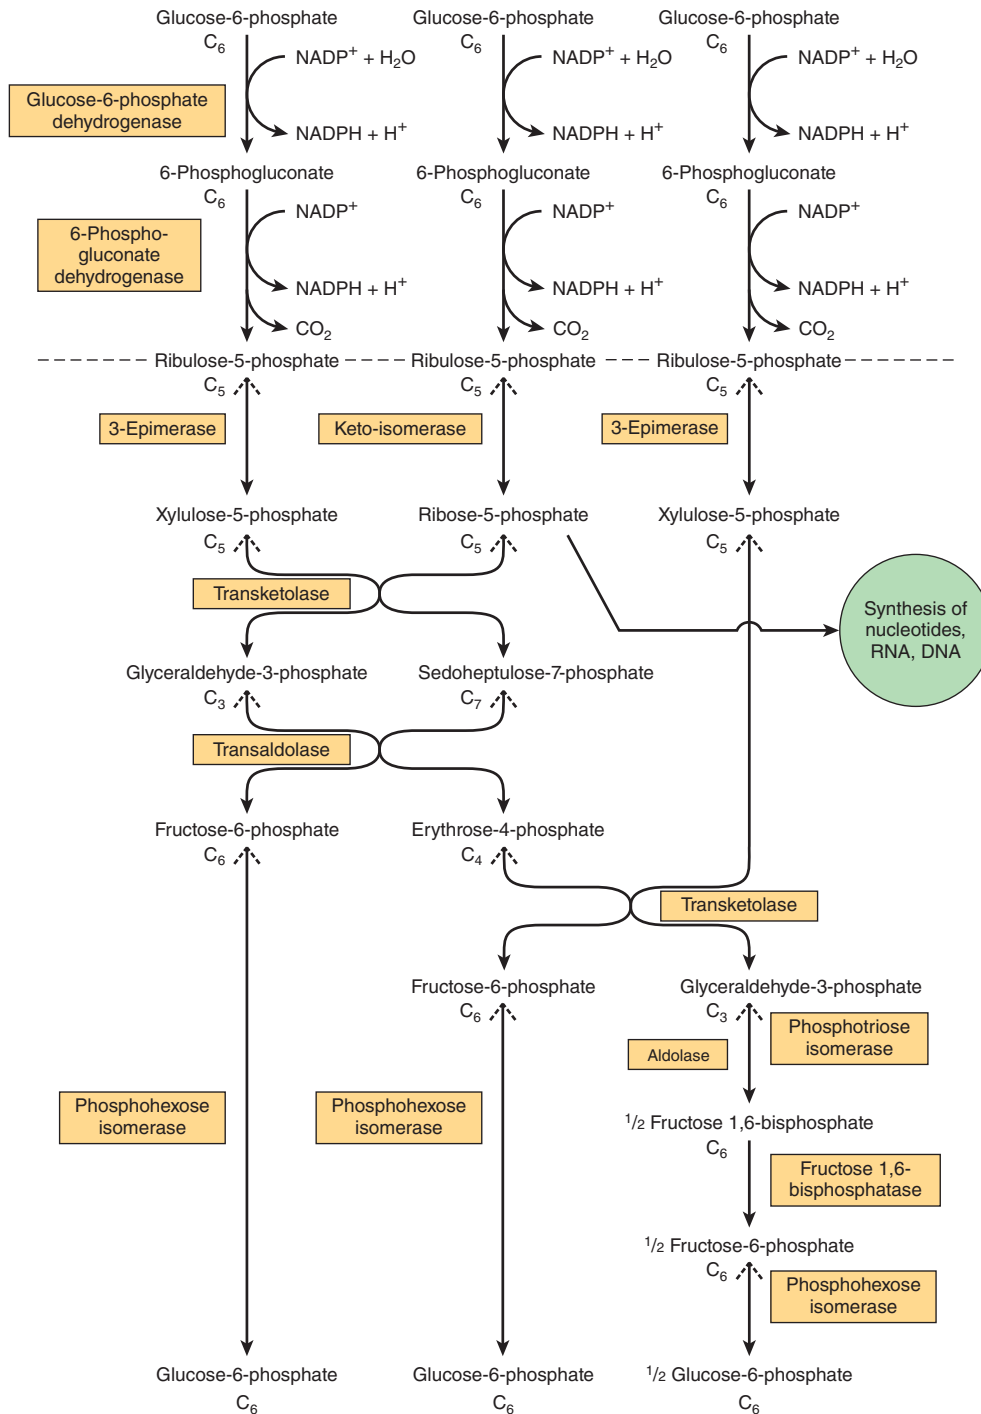 Glucose-6-phosphate Glucose-6-phosphate Glucose-6-phosphate
C6 C6 C6
NADP+ + H2O NADP+ + H2O NADP+ + H2O
Glucose-6-phosphate
dehydrogenase
NADPH + H+ NADPH + H+ NADPH + H+
6-Phosphogluconate 6-Phosphogluconate 6-Phosphogluconate
C6 C6 C6
NADP+ NADP+ NADP+
6-Phospho-
gluconate
dehydrogenase
NADPH + H+ NADPH + H+ NADPH + H+
CO2 CO2 CO2
Ribulose-5-phosphate Ribulose-5-phosphate Ribulose-5-phosphate
C5 C5 C5
3-Epimerase Keto-isomerase 3-Epimerase
Xylulose-5-phosphate Ribose-5-phosphate Xylulose-5-phosphate
C5 C5 C5
Transketolase
Synthesis of
nucleotides,
RNA, DNA
Glyceraldehyde-3-phosphate Sedoheptulose-7-phosphate
C3 C7
Transaldolase
Fructose-6-phosphate Erythrose-4-phosphate
C6 C4
Transketolase
Fructose-6-phosphate Glyceraldehyde-3-phosphate
C6 C3
Phosphotriose
isomerase
Aldolase
Phosphohexose
isomerase
Phosphohexose
isomerase
1/2 Fructose 1,6-bisphosphate
C6
Fructose 1,6-
bisphosphatase
1/2 Fructose-6-phosphate
C6
Phosphohexose
isomerase
Glucose-6-phosphate Glucose-6-phosphate 1/2 Glucose-6-phosphate
C6 C6 C6